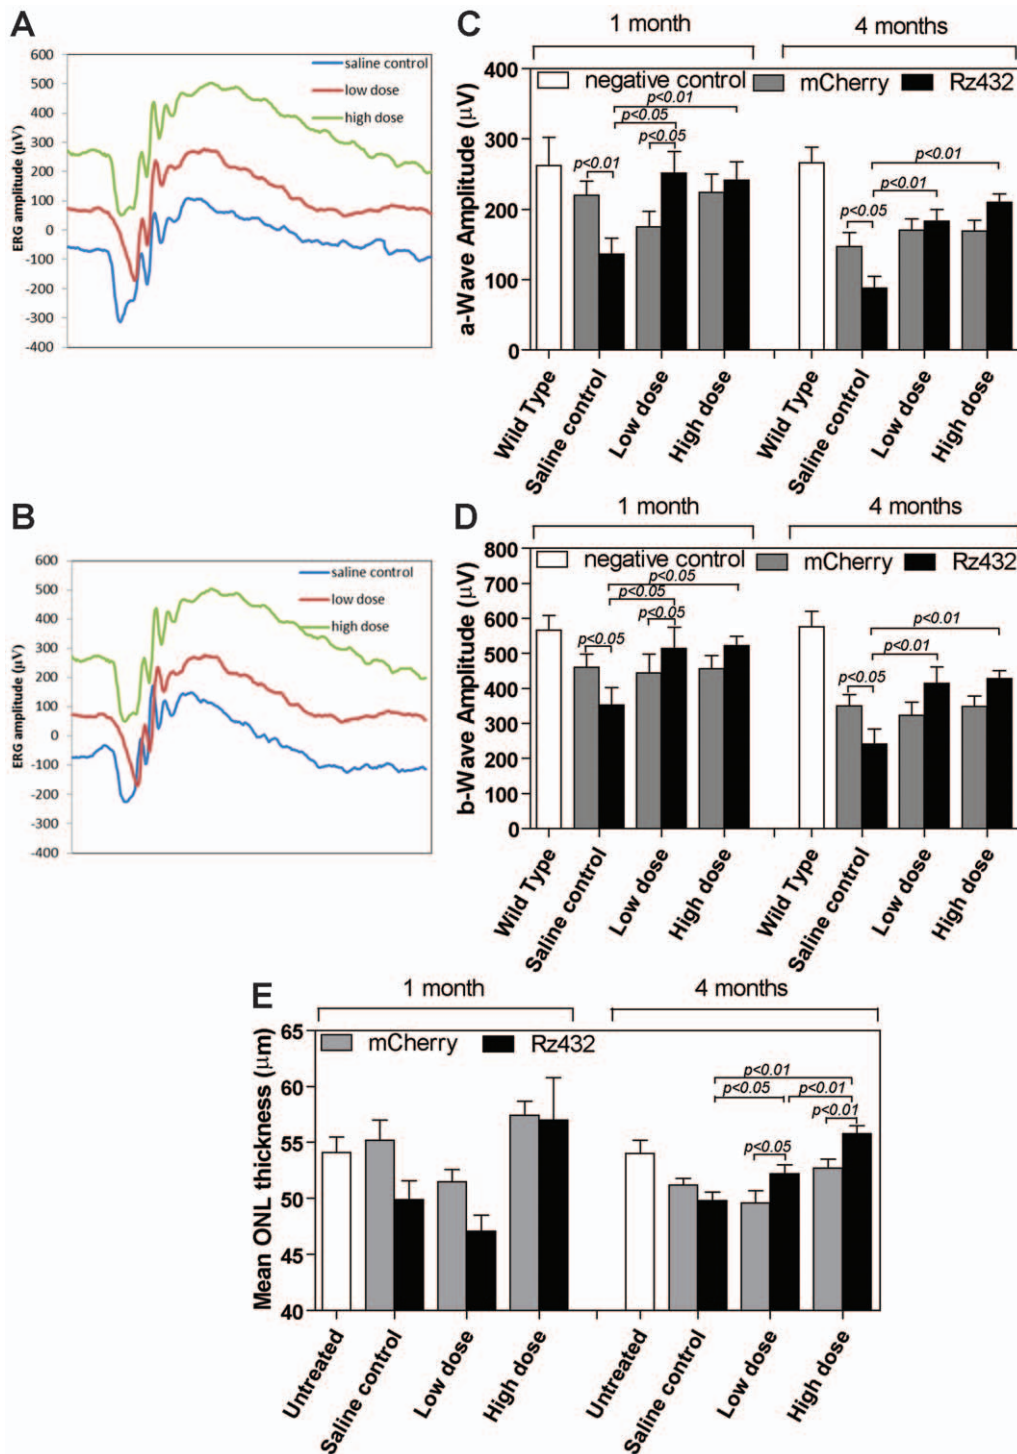 A
600
500
400
300
200
100
0
-100
-200
-300
-400
ERG amplitude (µV)
saline control
low dose
high dose
B
600
500
400
300
200
100
0
-100
-200
-300
-400
ERG amplitude (µV)
saline control
low dose
high dose
C
1 month
4 months
400
300
200
100
0
a-Wave Amplitude (µV)
negative control
mCherry
Rz432
p<0.01
p<0.05
p<0.05
p<0.01
p<0.01
p<0.01
p<0.05
Wild Type
Saline control
Low dose
High dose
Wild Type
Saline control
Low dose
High dose
D
1 month
4 months
800
700
600
500
400
300
200
100
0
b-Wave Amplitude (µV)
negative control
mCherry
Rz432
p<0.05
p<0.05
p<0.05
p<0.05
p<0.01
p<0.01
p<0.05
Wild Type
Saline control
Low dose
High dose
Wild Type
Saline control
Low dose
High dose
E
1 month
4 months
65
60
55
50
45
40
Mean ONL thickness (µm)
mCherry
Rz432
p<0.01
p<0.05
p<0.01
p<0.01
p<0.05
Untreated
Saline control
Low dose
High dose
Untreated
Saline control
Low dose
High dose